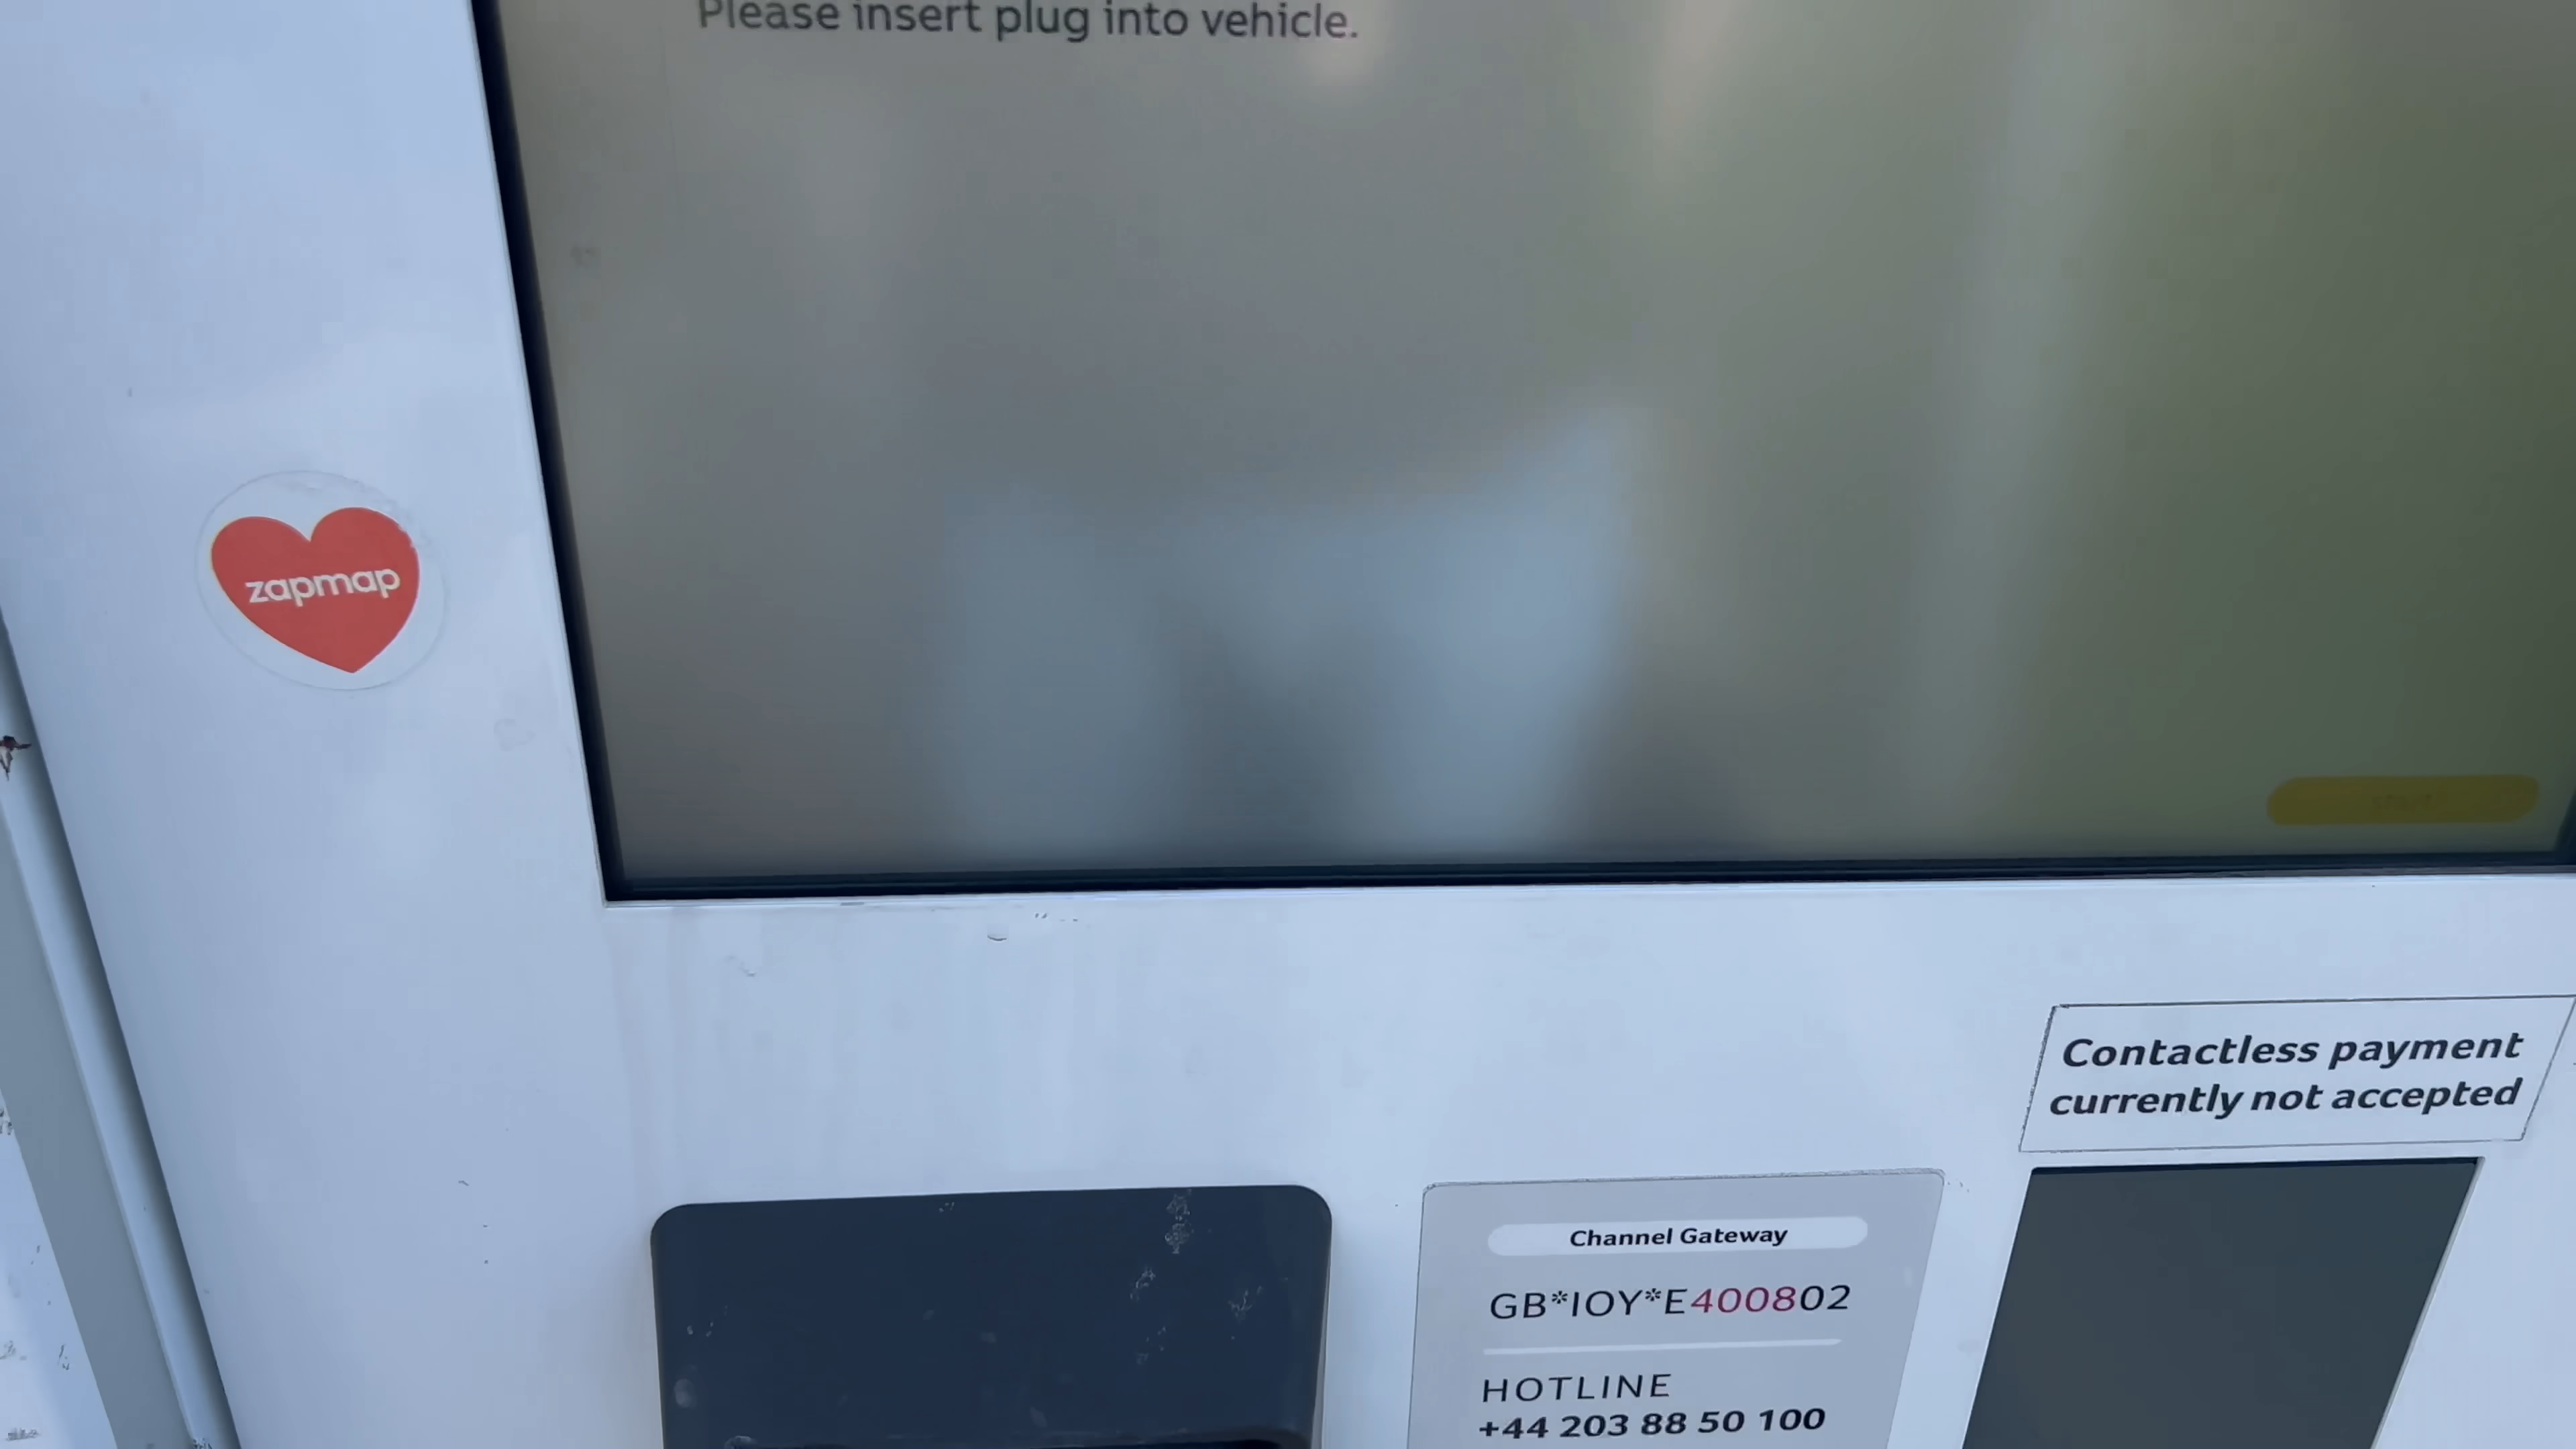 Please insert plug into vehicle.
zapmap
Contactless payment
currently not accepted
Channel Gateway
GB*IOY*E400802
HOTLINE
+44 203 88 50 100